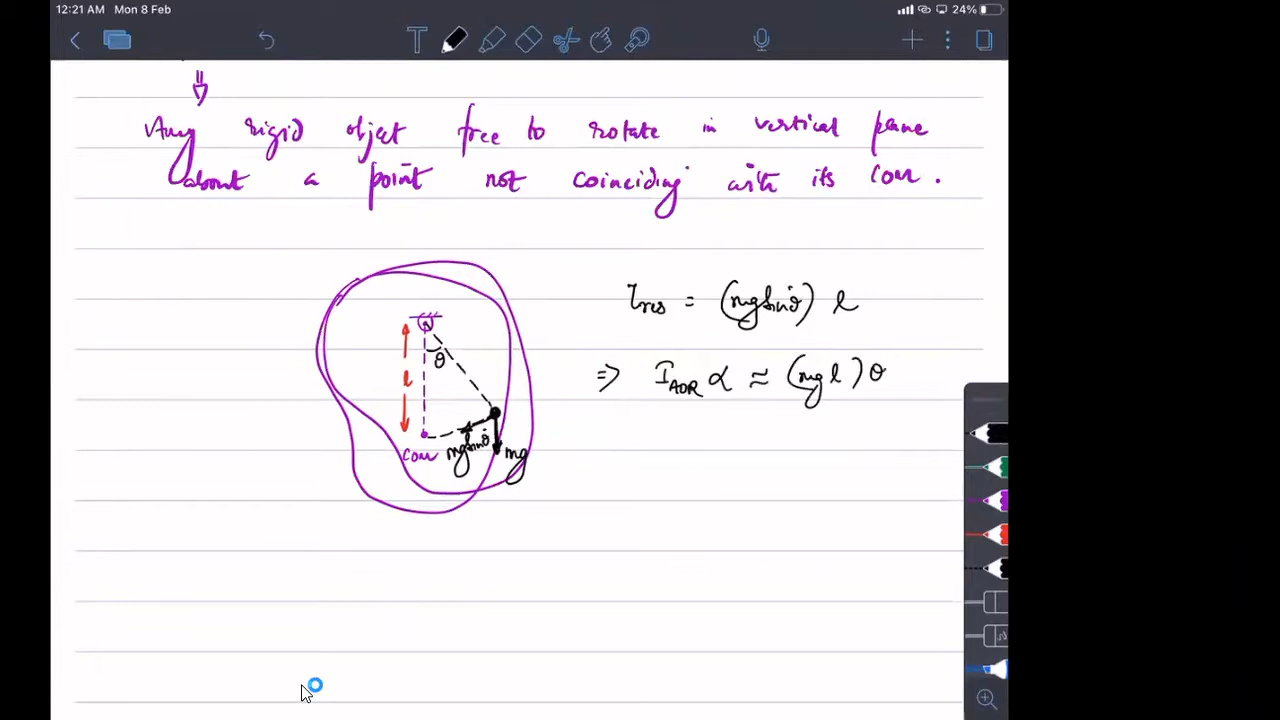 12:21 AM Mon 8 Feb
24%
Any rigid objet free to rotate in vertical plane
about a point not coinciding with its com.
τres = (mg sinθ) l
θ
l
⇒ I_AOR α ≈ (mgl) θ
com mg sinθ mg